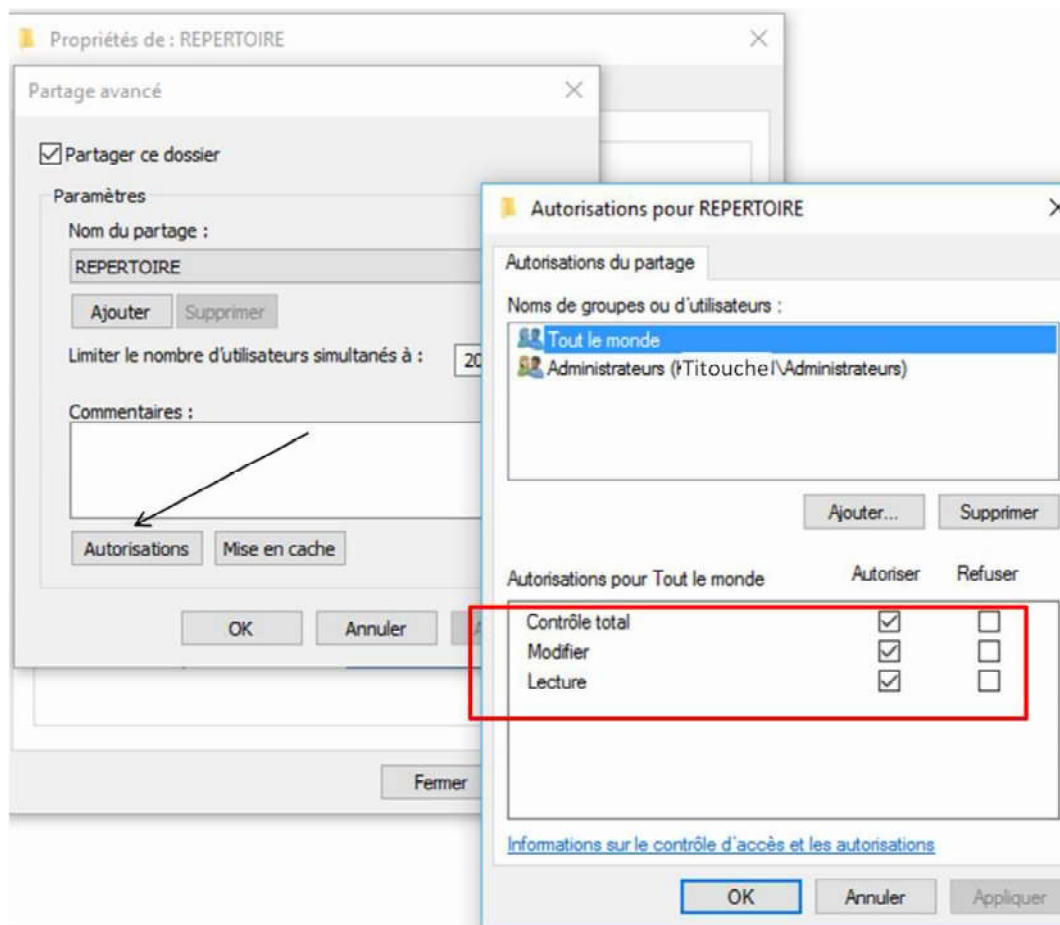 Propriétés de : REPERTOIRE
Partage avancé
Partager ce dossier
Paramètres
Nom du partage :
REPERTOIRE
Ajouter Supprimer
Limiter le nombre d'utilisateurs simultanés à : 20
Commentaires :
Autorisations Mise en cache
OK Annuler
Fermer
Autorisations pour REPERTOIRE
Autorisations du partage
Noms de groupes ou d'utilisateurs :
Tout le monde
Administrateurs (Titouchel\Administrateurs)
Ajouter... Supprimer
Autorisations pour Tout le monde Autoriser Refuser
Contrôle total
Modifier
Lecture
Informations sur le contrôle d'accès et les autorisations
OK Annuler Appliquer